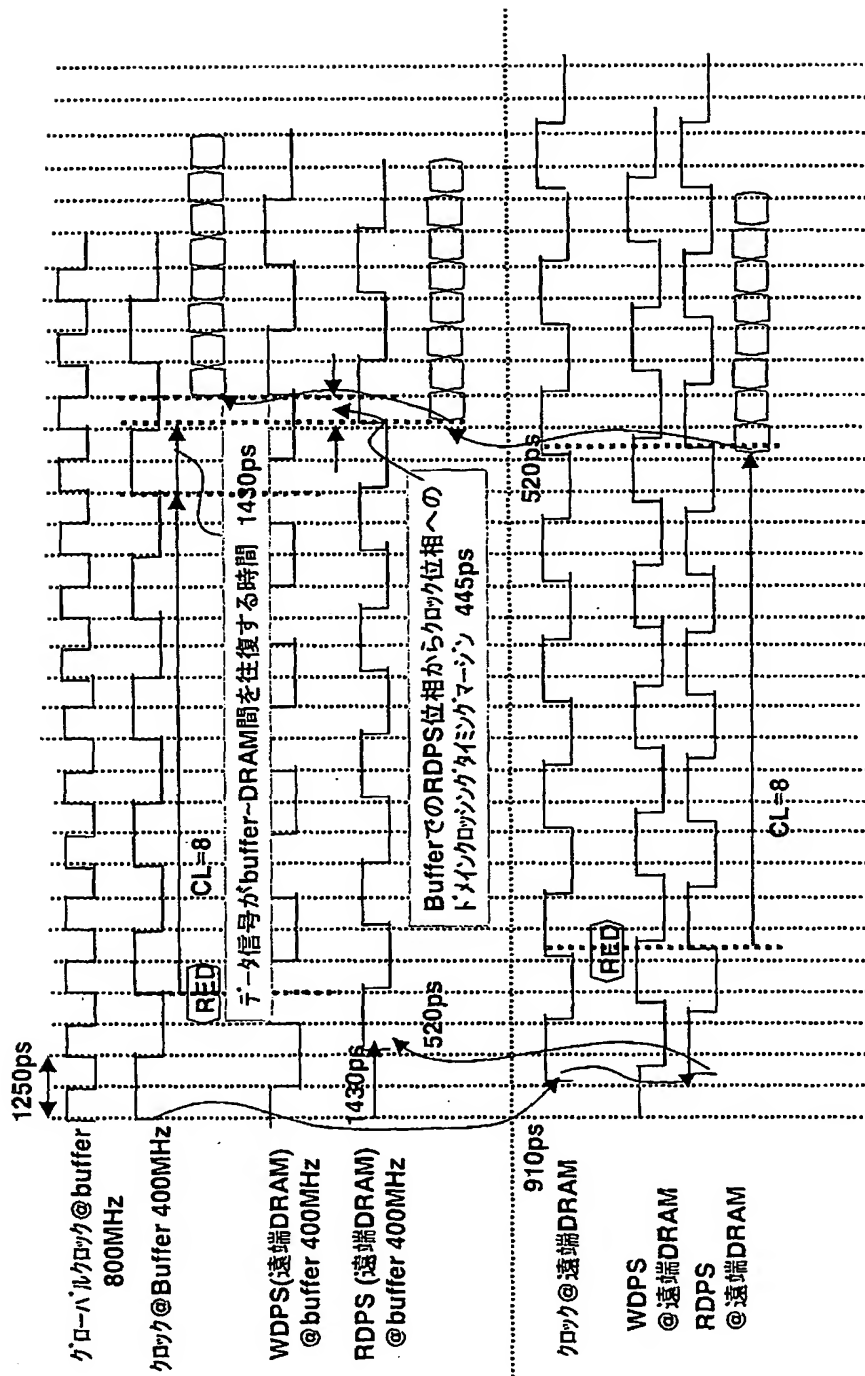 1250ps
グローバルクロック@buffer
800MHz
クロック@Buffer 400MHz
RED
CL=8
データ信号がbuffer~DRAM間を往復する時間 1430ps
WDPS(遠端DRAM)
@buffer 400MHz
RDPS (遠端DRAM)
@buffer 400MHz
1430ps
520ps
BufferでのRDPS位相からクロック位相への
ドメインクロッシングタイミングマージン 445ps
910ps
クロック@遠端DRAM
520ps
RED
WDPS
@遠端DRAM
RDPS
@遠端DRAM
CL=8